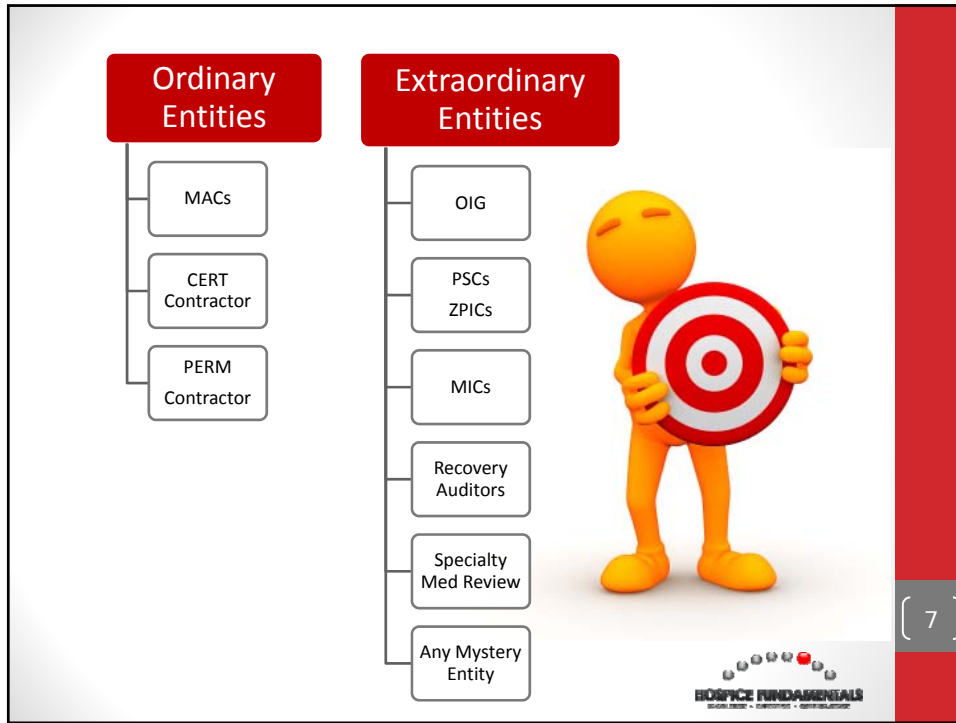 Ordinary
Entities
MACs
CERT
Contractor
PERM
Contractor
Extraordinary
Entities
OIG
PSCs
ZPICs
MICs
Recovery
Auditors
Specialty
Med Review
Any Mystery
Entity
7
HOSPICE FUNDAMENTALS